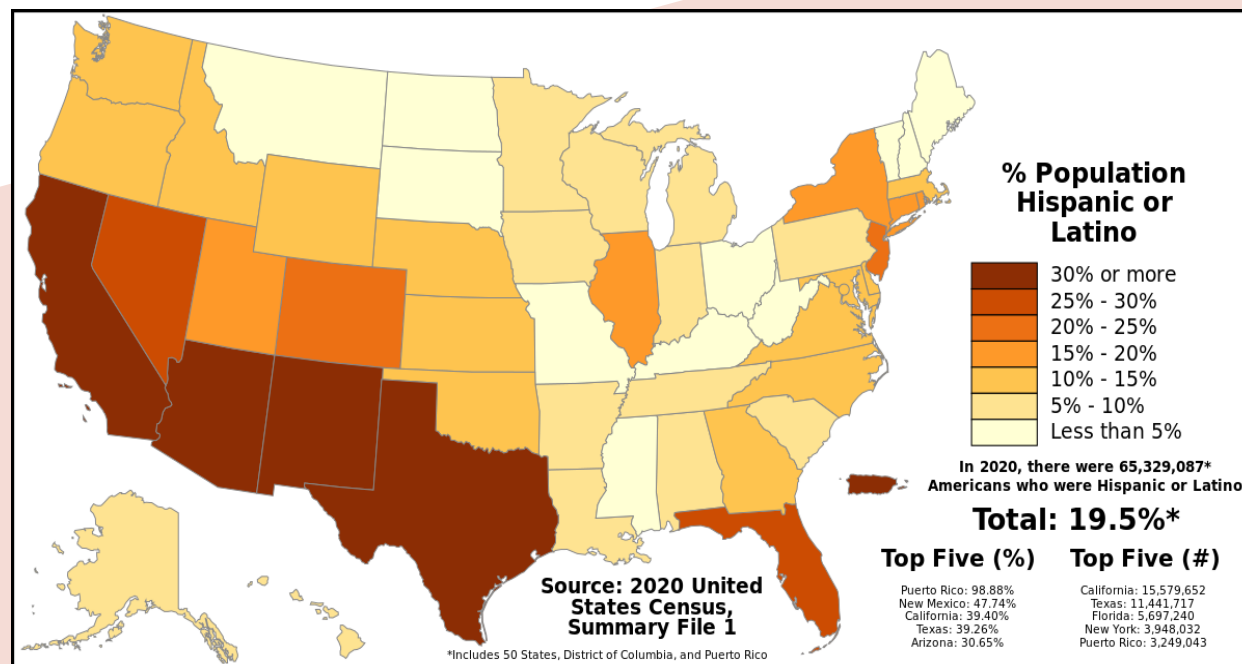 % Population
Hispanic or
Latino
30% or more
25% - 30%
20% - 25%
15% - 20%
10% - 15%
5% - 10%
Less than 5%
In 2020, there were 65,329,087*
Americans who were Hispanic or Latino
Total: 19.5%*
Top Five (%)
Puerto Rico: 98.88%
New Mexico: 47.74%
California: 39.40%
Texas: 39.26%
Arizona: 30.65%
Top Five (#)
California: 15,579,652
Texas: 11,441,717
Florida: 5,697,240
New York: 3,948,032
Puerto Rico: 3,249,043
Source: 2020 United
States Census,
Summary File 1
*Includes 50 States, District of Columbia, and Puerto Rico